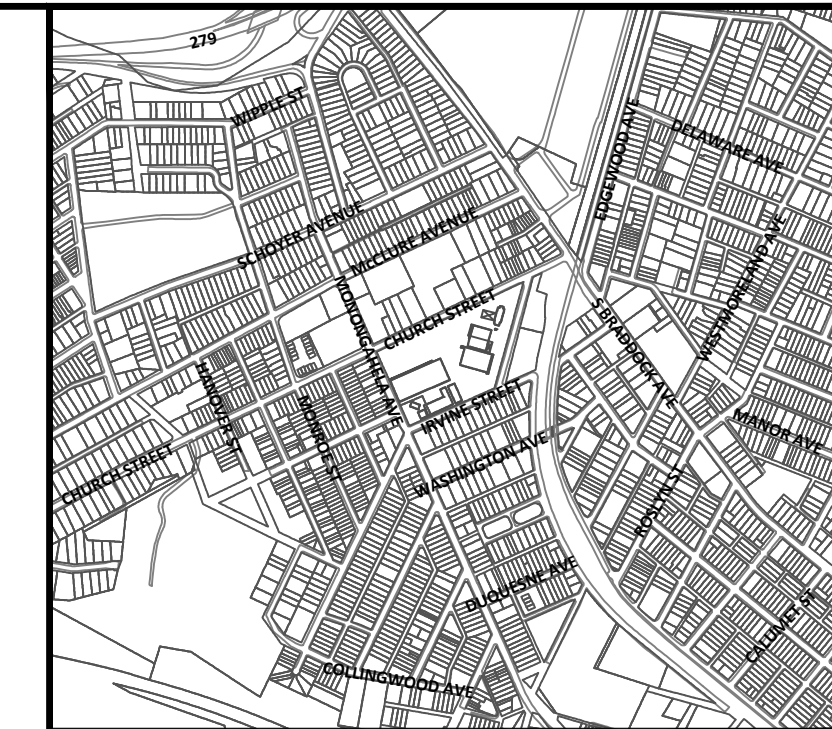 279
WIPPLE ST
EDGEWOOD AVE
DELAWARE AVE
SCHOYER AVENUE
McCLURE AVENUE
WESTMORELAND AVE
MONONGAHELA AVE
CHURCH STREET
S BRADDOCK AVE
HANOVER ST
MONROE ST
IRVINE STREET
MANOR AVE
CHURCH STREET
WASHINGTON AVE
ROSLYN ST
DUQUESNE AVE
CALUMET ST
COLLINGWOOD AVE